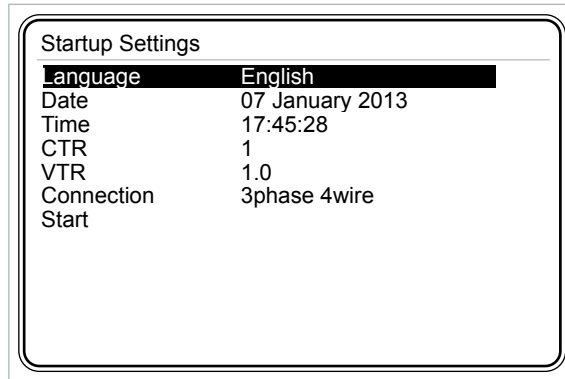 Startup Settings
Language English
Date 07 January 2013
Time 17:45:28
CTR 1
VTR 1.0
Connection 3phase 4wire
Start